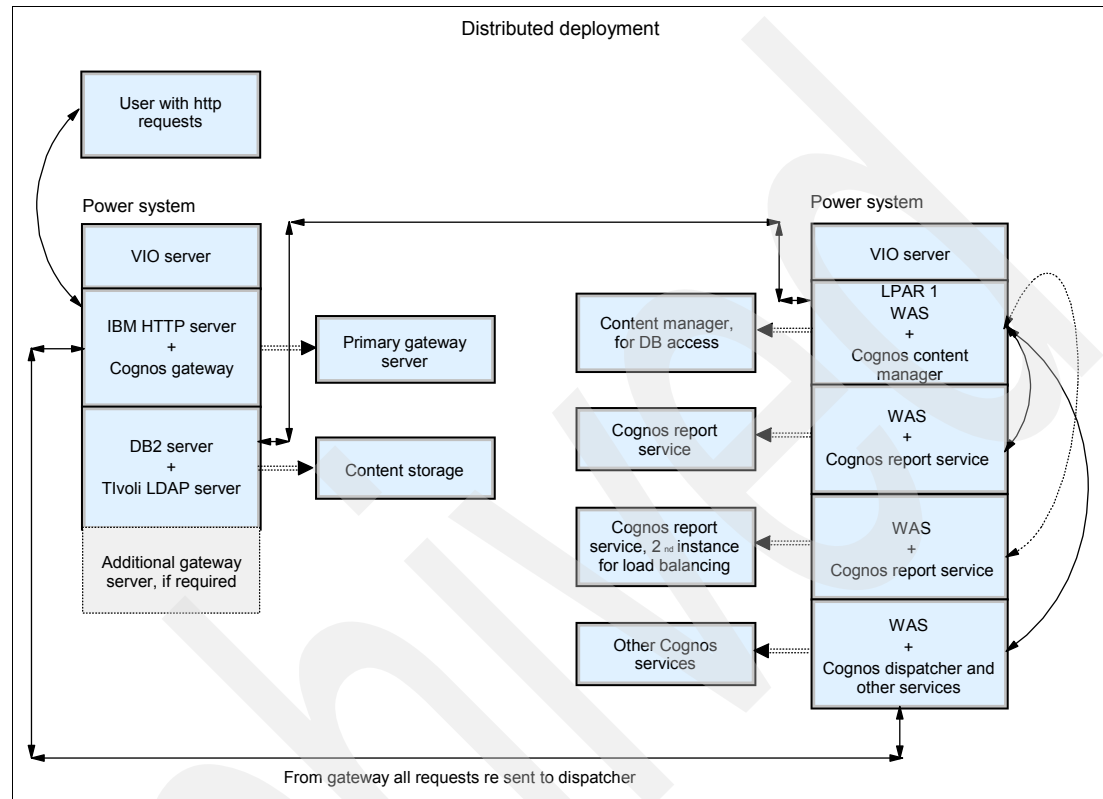 Distributed deployment
User with http
requests
Power system
VIO server
IBM HTTP server
+
Cognos gateway
DB2 server
+
TIvoli LDAP server
Additional gateway
server, if required
Primary gateway
server
Content storage
Content manager,
for DB access
Cognos report
service
Cognos report
service, 2 nd instance
for load balancing
Other Cognos
services
Power system
VIO server
LPAR 1
WAS
+
Cognos content
manager
WAS
+
Cognos report service
WAS
+
Cognos report service
WAS
+
Cognos dispatcher and
other services
From gateway all requests re sent to dispatcher